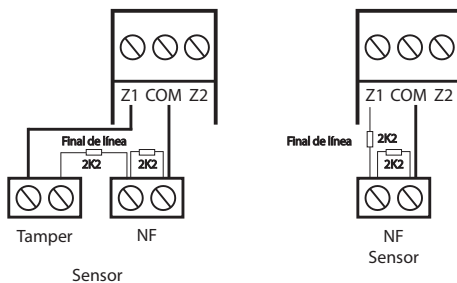 Z1 COM Z2
Final de línea
2K2
2K2
Tamper
NF
Sensor
Z1 COM Z2
Final de línea
2K2
2K2
NF
Sensor